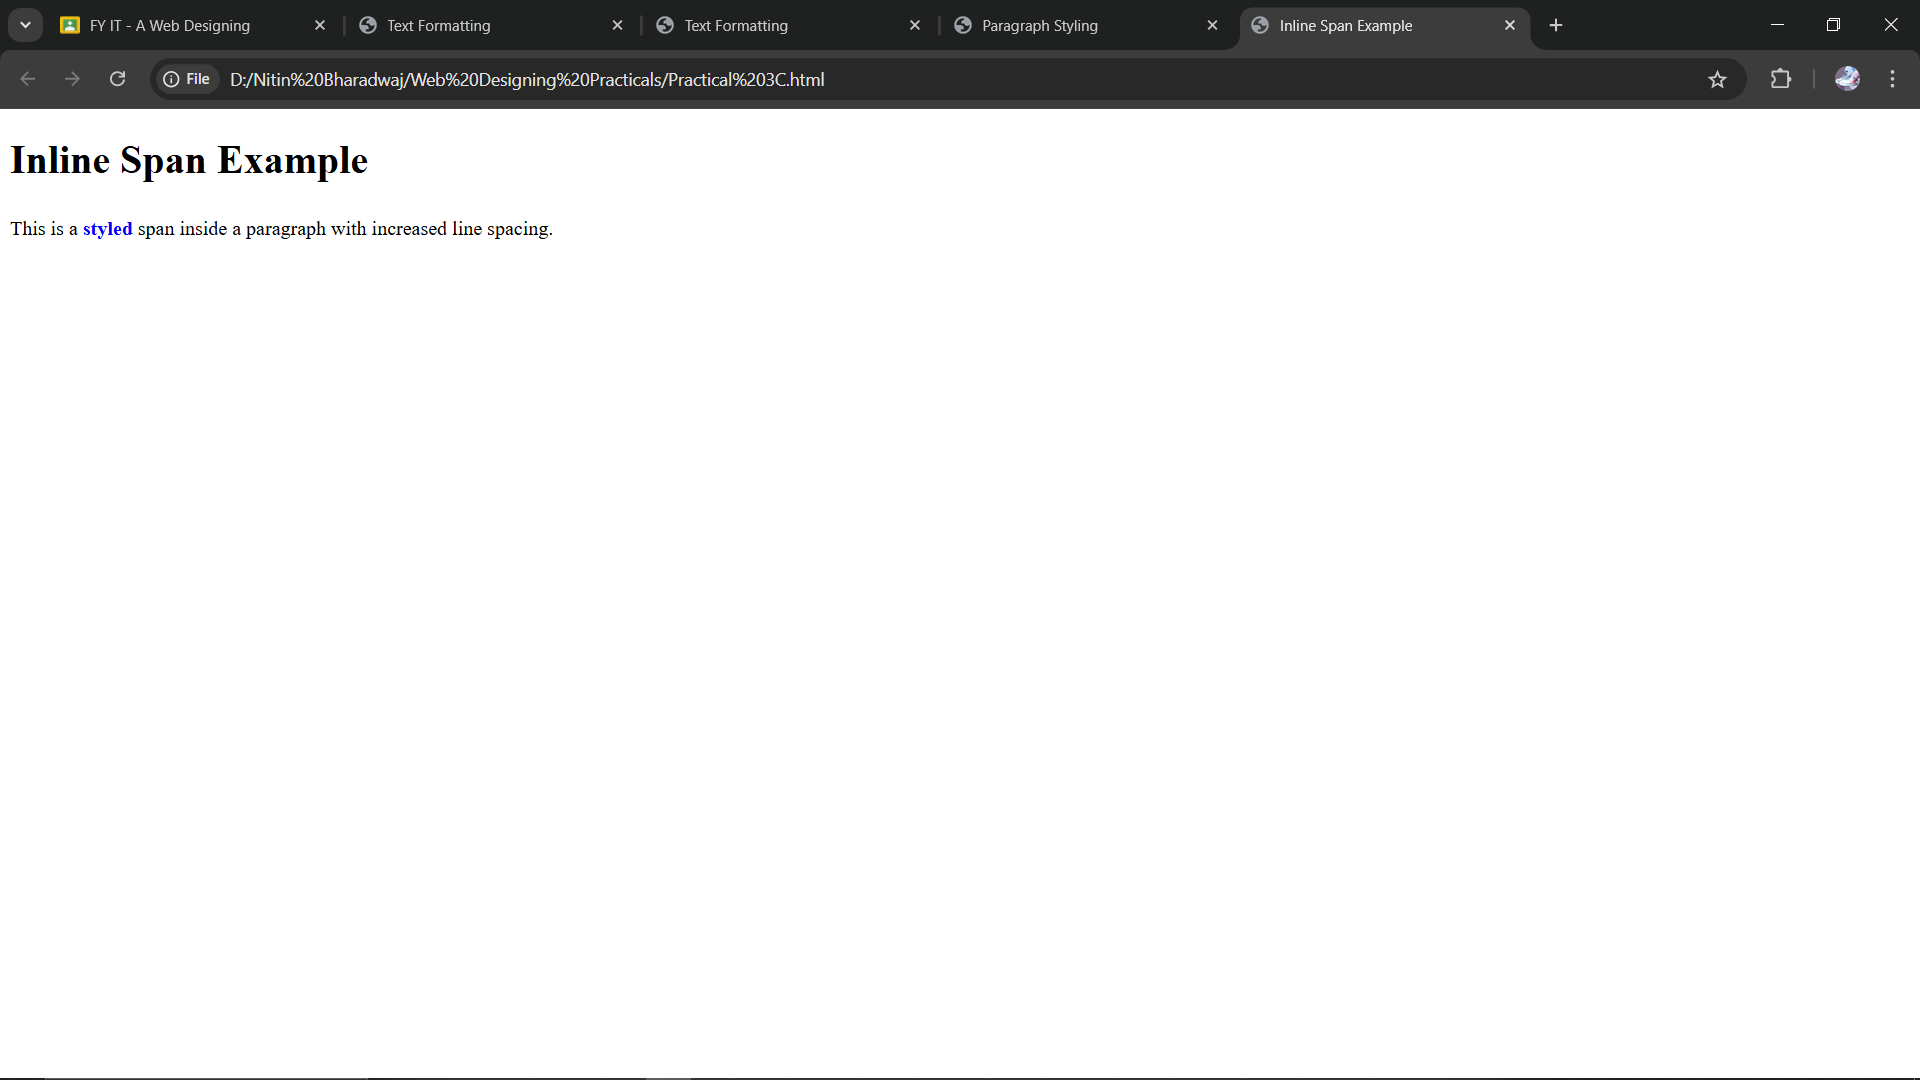 FY IT - A Web Designing
Text Formatting
Text Formatting
Paragraph Styling
Inline Span Example
File
D:/Nitin%20Bharadwaj/Web%20Designing%20Practicals/Practical%203C.html
Inline Span Example
This is a styled span inside a paragraph with increased line spacing.